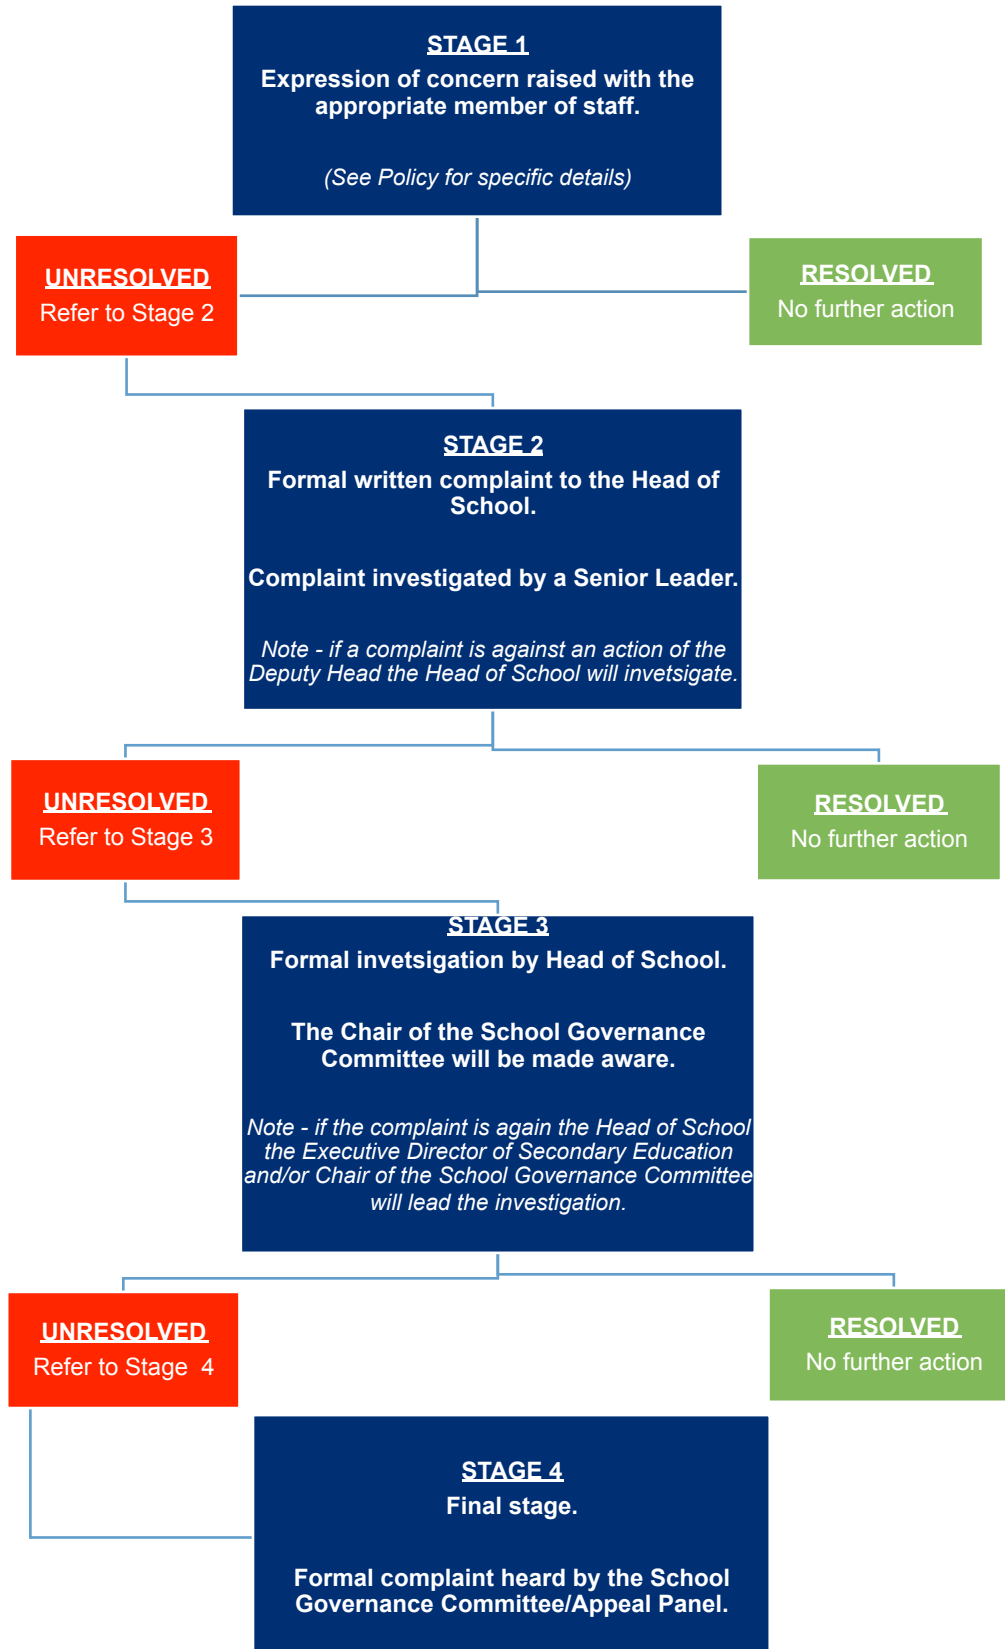 STAGE 1
Expression of concern raised with the
appropriate member of staff.
(See Policy for specific details)
UNRESOLVED
Refer to Stage 2
RESOLVED
No further action
STAGE 2
Formal written complaint to the Head of
School.
Complaint investigated by a Senior Leader.
Note - if a complaint is against an action of the
Deputy Head the Head of School will invetsigate.
UNRESOLVED
Refer to Stage 3
RESOLVED
No further action
STAGE 3
Formal invetsigation by Head of School.
The Chair of the School Governance
Committee will be made aware.
Note - if the complaint is again the Head of School
the Executive Director of Secondary Education
and/or Chair of the School Governance Committee
will lead the investigation.
UNRESOLVED
Refer to Stage  4
RESOLVED
No further action
STAGE 4
Final stage.
Formal complaint heard by the School
Governance Committee/Appeal Panel.